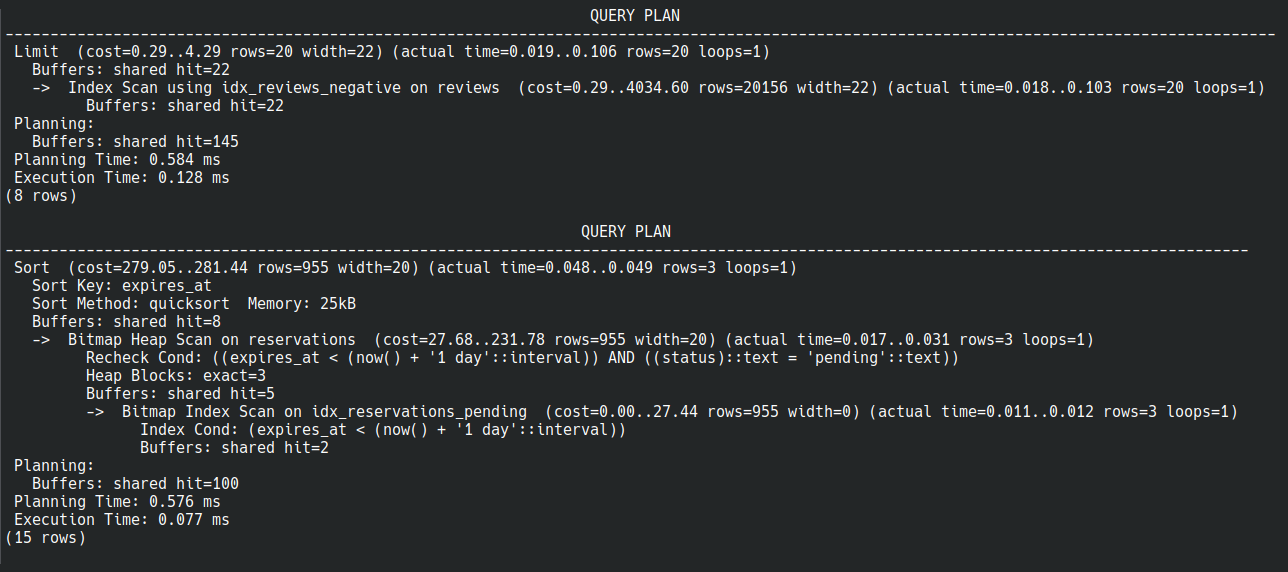 QUERY PLAN
-----------------------------------------------------------------------------------------------------------------------------------------------
Limit  (cost=0.29..4.29 rows=20 width=22) (actual time=0.019..0.106 rows=20 loops=1)
  Buffers: shared hit=22
  ->  Index Scan using idx_reviews_negative on reviews  (cost=0.29..4034.60 rows=20156 width=22) (actual time=0.018..0.103 rows=20 loops=1)
        Buffers: shared hit=22
Planning:
  Buffers: shared hit=145
Planning Time: 0.584 ms
Execution Time: 0.128 ms
(8 rows)

QUERY PLAN
--------------------------------------------------------------------------------------------------------------------------------------------
Sort  (cost=279.05..281.44 rows=955 width=20) (actual time=0.048..0.049 rows=3 loops=1)
  Sort Key: expires_at
  Sort Method: quicksort  Memory: 25kB
  Buffers: shared hit=8
  ->  Bitmap Heap Scan on reservations  (cost=27.68..231.78 rows=955 width=20) (actual time=0.017..0.031 rows=3 loops=1)
        Recheck Cond: ((expires_at < (now() + '1 day'::interval)) AND ((status)::text = 'pending'::text))
        Heap Blocks: exact=3
        Buffers: shared hit=5
        ->  Bitmap Index Scan on idx_reservations_pending  (cost=0.00..27.44 rows=955 width=0) (actual time=0.011..0.012 rows=3 loops=1)
              Index Cond: (expires_at < (now() + '1 day'::interval))
              Buffers: shared hit=2
Planning:
  Buffers: shared hit=100
Planning Time: 0.576 ms
Execution Time: 0.077 ms
(15 rows)